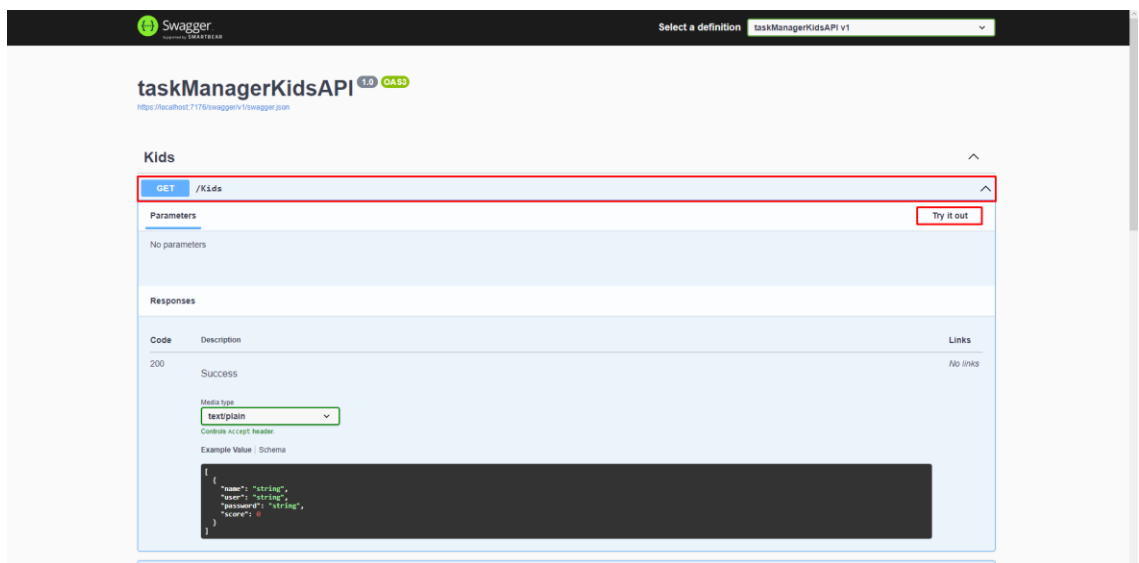 Swagger.
Supported by SMARTBEAR
Select a definition
taskManagerKidsAPI v1
taskManagerKidsAPI 1.0 OAS3
https://localhost:7176/swagger/v1/swagger.json
Kids
GET /Kids
Parameters
Try it out
No parameters
Responses
Code Description Links
200 Success No links
Media type
text/plain
Controls Accept header.
Example Value | Schema
[
{
"name": "string",
"user": "string",
"password": "string",
"score": 0
}
]